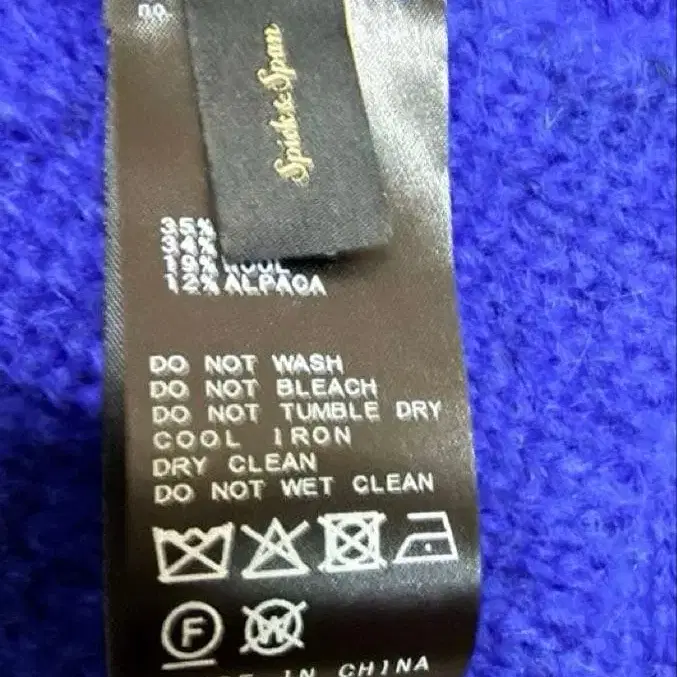 no.
Spick & Span
35%
34%
19% WOOL
12% ALPACA
DO NOT WASH
DO NOT BLEACH
DO NOT TUMBLE DRY
COOL IRON
DRY CLEAN
DO NOT WET CLEAN
F
W
IN CHINA